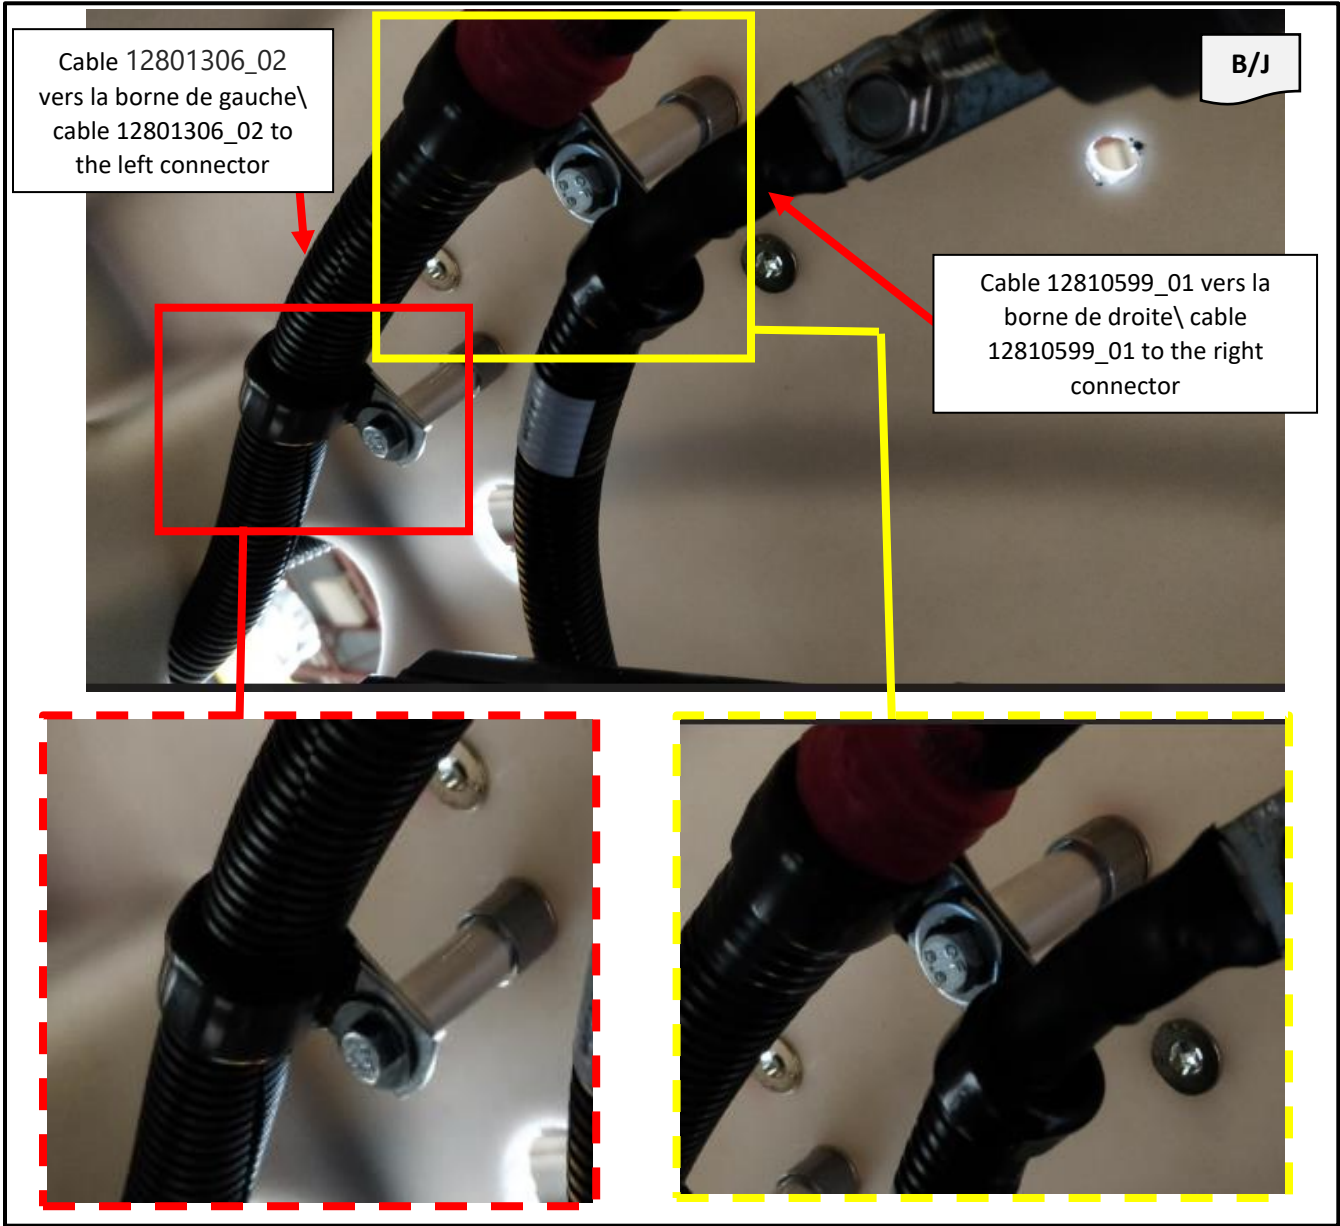 Cable 12801306_02
vers la borne de gauche\
cable 12801306_02 to
the left connector
B/J
Cable 12810599_01 vers la
borne de droite\ cable
12810599_01 to the right
connector